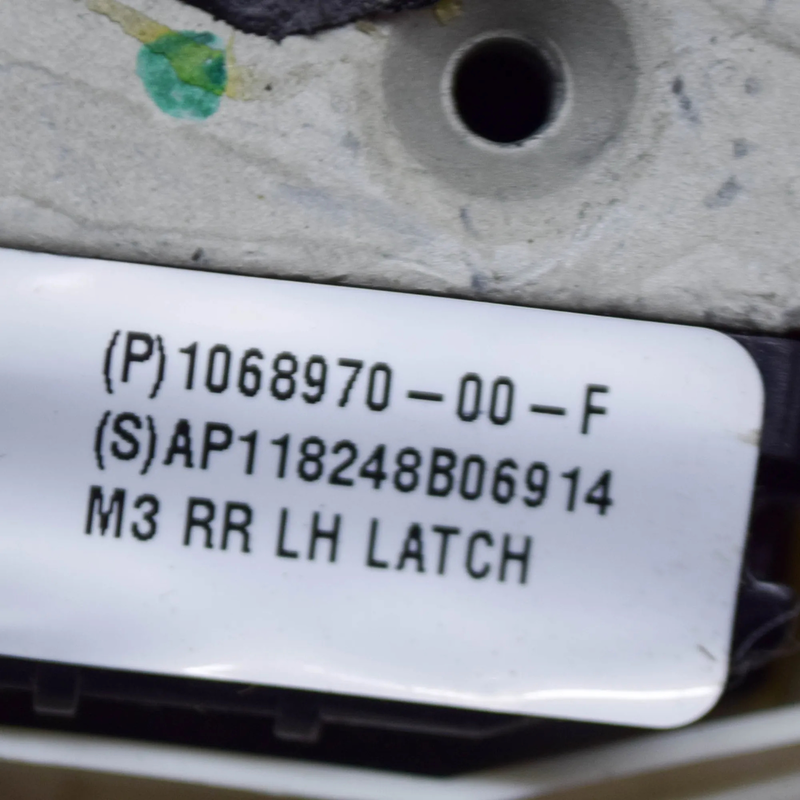 (P)1068970-00-F
(S)AP118248B06914
M3 RR LH LATCH